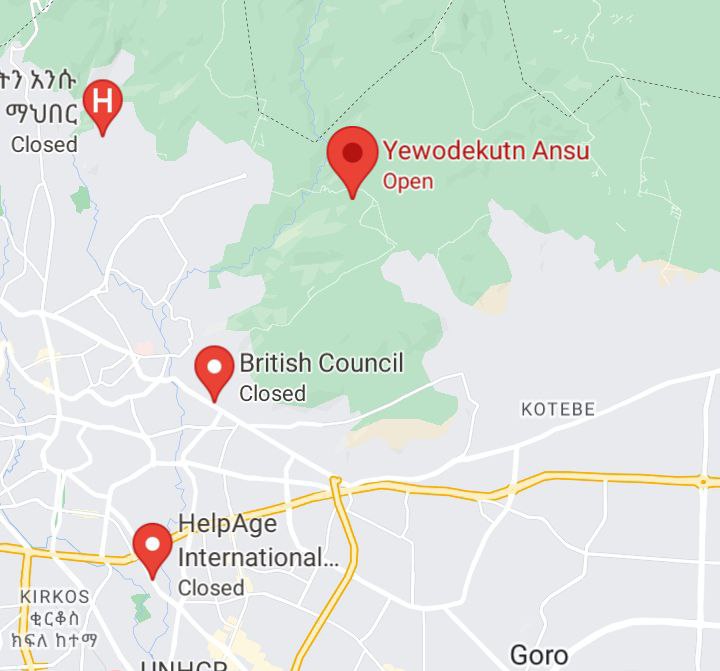 ትን አንሱ
ማህበር
Closed
H
Yewodekutn Ansu
Open
British Council
Closed
KOTEBE
HelpAge
International...
Closed
KIRKOS
ቂርቆስ
ክፍለ ከተማ
UNHCR
Goro